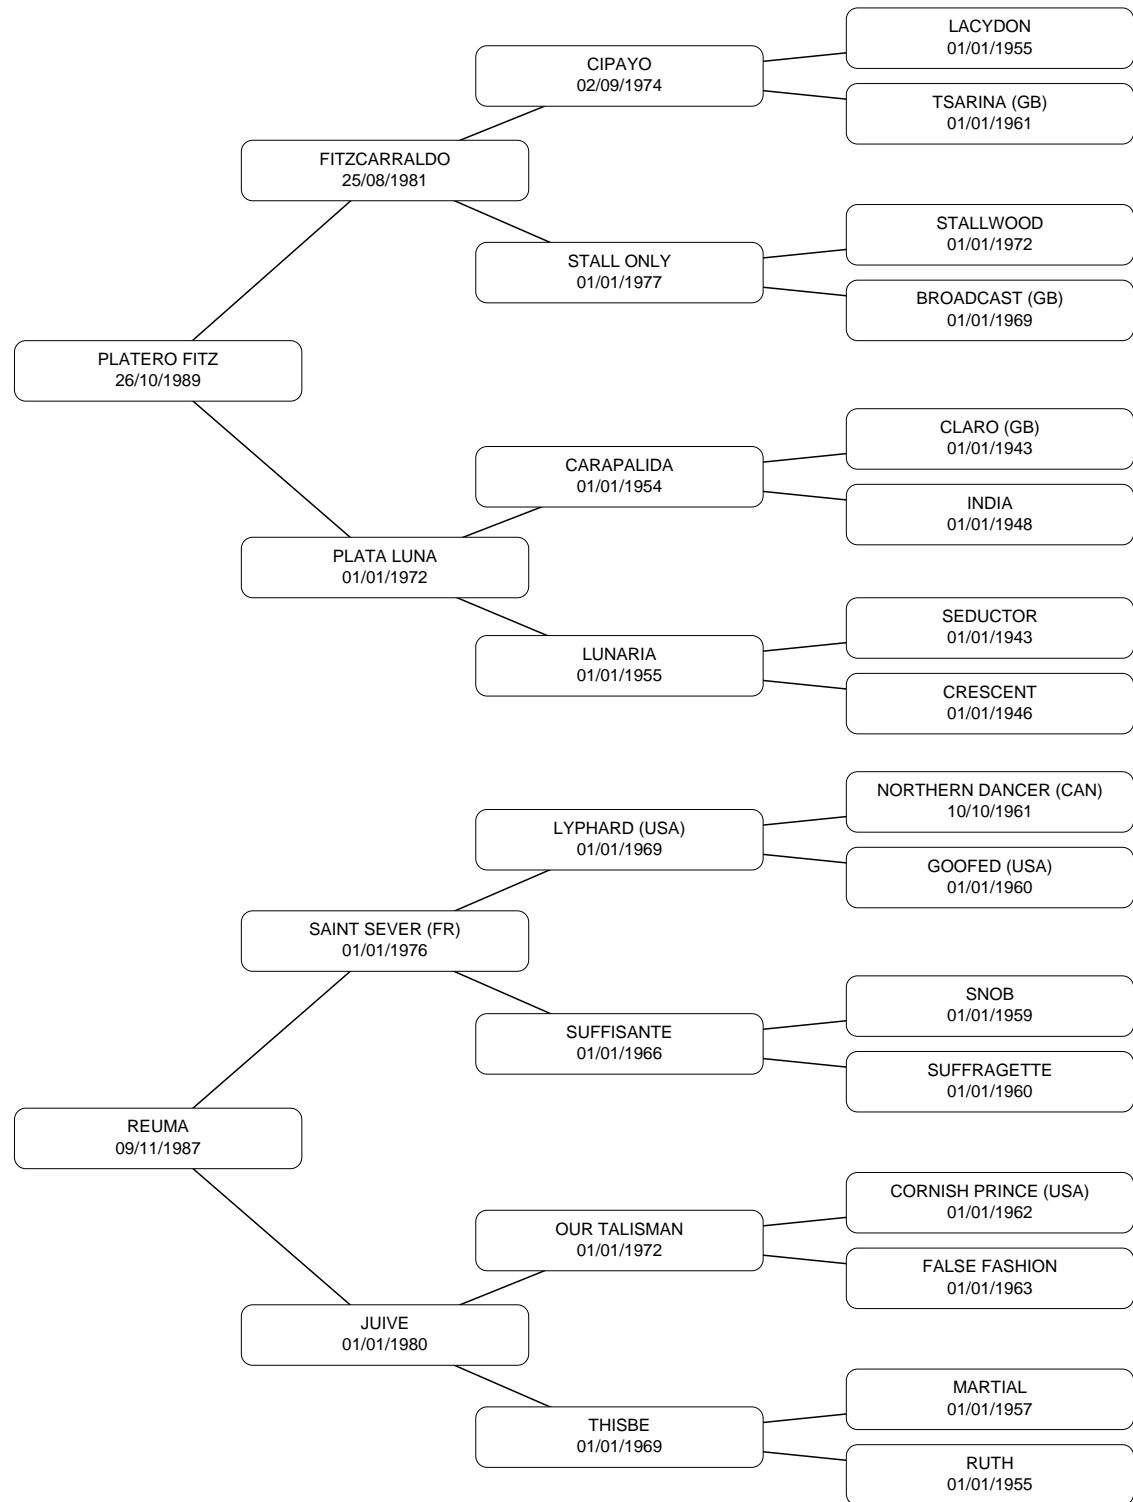 LACYDON
01/01/1955
CIPAYO
02/09/1974
TSARINA (GB)
01/01/1961
FITZCARRALDO
25/08/1981
STALLWOOD
01/01/1972
STALL ONLY
01/01/1977
BROADCAST (GB)
01/01/1969
PLATERO FITZ
26/10/1989
CLARO (GB)
01/01/1943
CARAPALIDA
01/01/1954
INDIA
01/01/1948
PLATA LUNA
01/01/1972
SEDUCTOR
01/01/1943
LUNARIA
01/01/1955
CRESCENT
01/01/1946
NORTHERN DANCER (CAN)
10/10/1961
LYPHARD (USA)
01/01/1969
GOOFED (USA)
01/01/1960
SAINT SEVER (FR)
01/01/1976
SNOB
01/01/1959
SUFFISANTE
01/01/1966
SUFFRAGETTE
01/01/1960
REUMA
09/11/1987
CORNISH PRINCE (USA)
01/01/1962
OUR TALISMAN
01/01/1972
FALSE FASHION
01/01/1963
JUIVE
01/01/1980
MARTIAL
01/01/1957
THISBE
01/01/1969
RUTH
01/01/1955